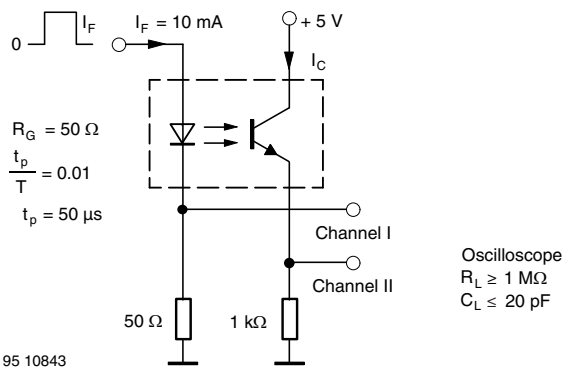 0
I_F
I_F = 10 mA
+ 5 V
I_C
R_G = 50 Ω
t_p
T
= 0.01
t_p = 50 µs
Channel I
Channel II
50 Ω
1 kΩ
Oscilloscope
R_L ≥ 1 MΩ
C_L ≤ 20 pF
95 10843